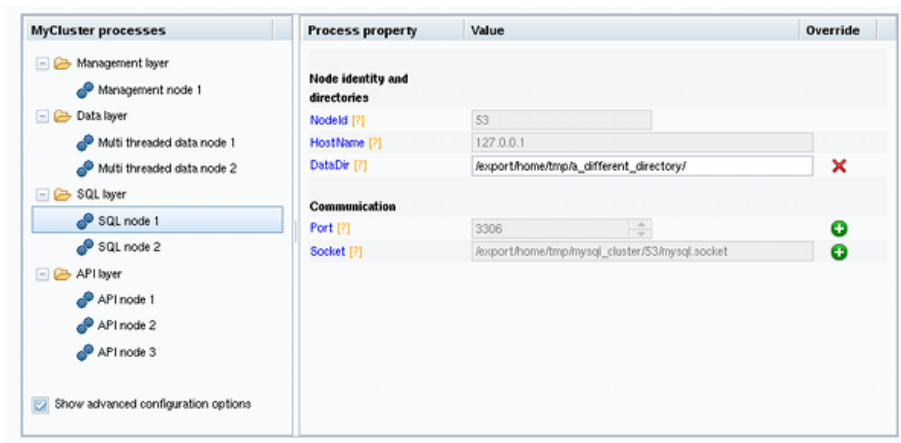 MyCluster processes
Management layer
Management node 1
Data layer
Multi threaded data node 1
Multi threaded data node 2
SQL layer
SQL node 1
SQL node 2
API layer
API node 1
API node 2
API node 3
Show advanced configuration options
Process property Value Override
Node identity and
directories
NodeId [?] 53
HostName [?] 127.0.0.1
DataDir [?] /export/home/tmp/a_different_directory/
Communication
Port [?] 3306
Socket [?] /export/home/tmp/mysql_cluster/53/mysql.socket